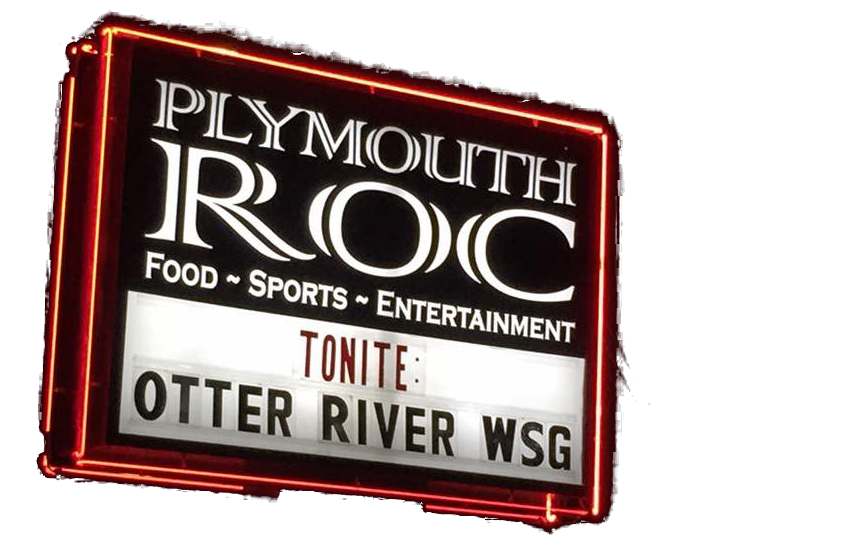 PLYMOUTH
ROC
FOOD ~ SPORTS ~ ENTERTAINMENT
TONITE:
OTTER RIVER WSG